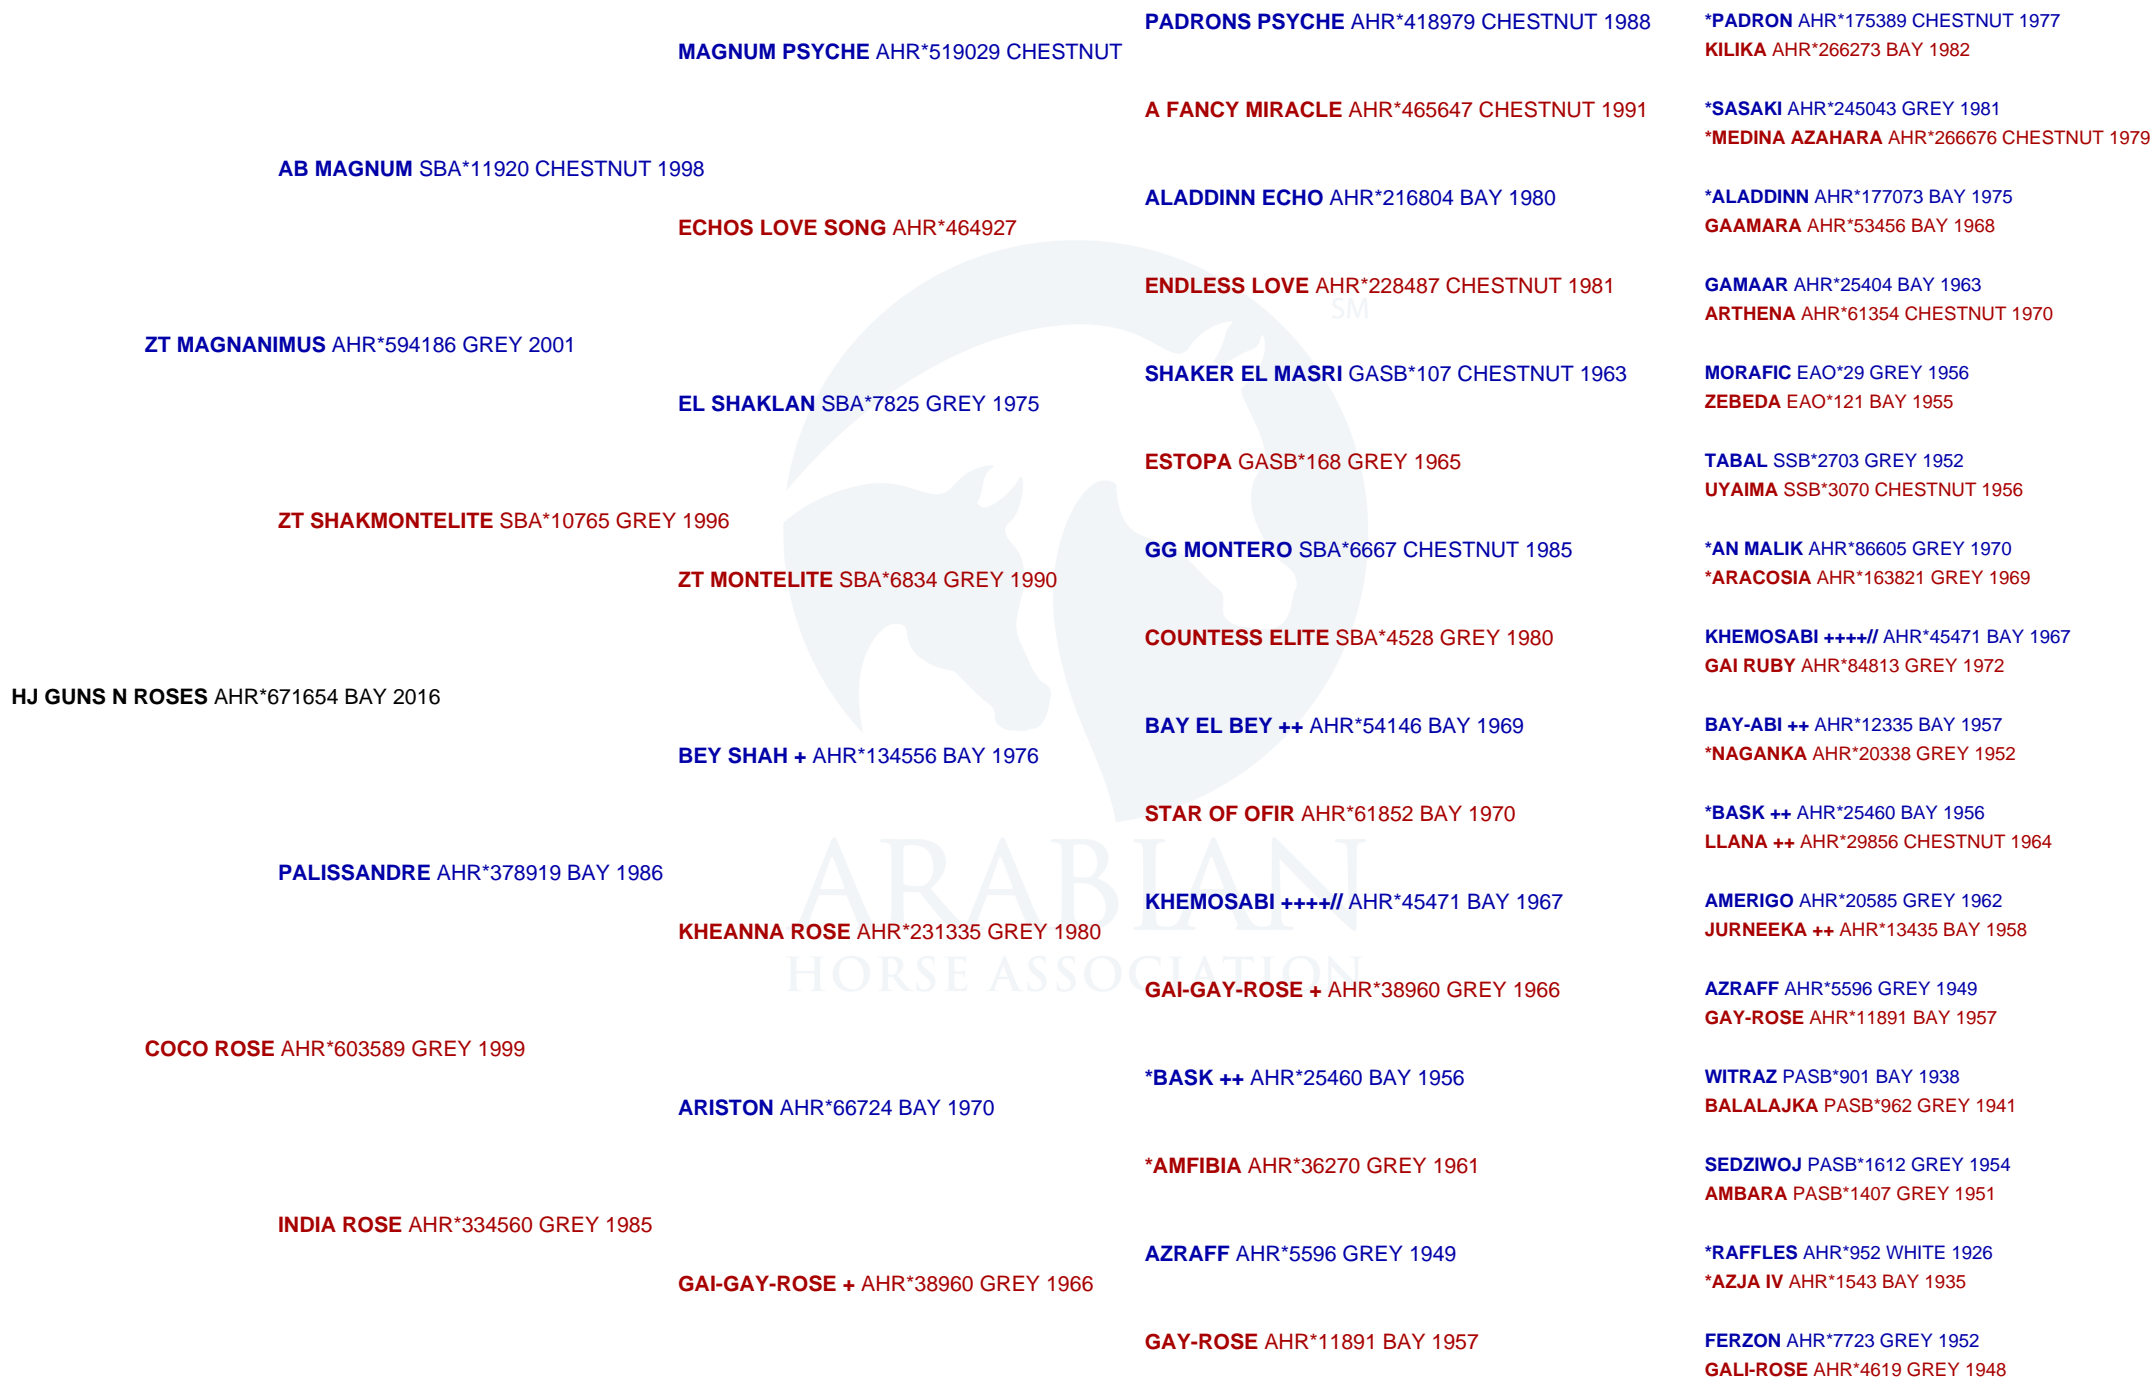 PADRONS PSYCHE AHR*418979 CHESTNUT 1988
*PADRON AHR*175389 CHESTNUT 1977
MAGNUM PSYCHE AHR*519029 CHESTNUT
KILIKA AHR*266273 BAY 1982
A FANCY MIRACLE AHR*465647 CHESTNUT 1991
*SASAKI AHR*245043 GREY 1981
*MEDINA AZAHARA AHR*266676 CHESTNUT 1979
AB MAGNUM SBA*11920 CHESTNUT 1998
ALADDINN ECHO AHR*216804 BAY 1980
*ALADDINN AHR*177073 BAY 1975
ECHOS LOVE SONG AHR*464927
GAAMARA AHR*53456 BAY 1968
ENDLESS LOVE AHR*228487 CHESTNUT 1981
GAMAAR AHR*25404 BAY 1963
SM
ARTHENA AHR*61354 CHESTNUT 1970
ZT MAGNANIMUS AHR*594186 GREY 2001
SHAKER EL MASRI GASB*107 CHESTNUT 1963
MORAFIC EAO*29 GREY 1956
EL SHAKLAN SBA*7825 GREY 1975
ZEBEDA EAO*121 BAY 1955
ESTOPA GASB*168 GREY 1965
TABAL SSB*2703 GREY 1952
UYAIMA SSB*3070 CHESTNUT 1956
ZT SHAKMONTELITE SBA*10765 GREY 1996
GG MONTERO SBA*6667 CHESTNUT 1985
*AN MALIK AHR*86605 GREY 1970
ZT MONTELITE SBA*6834 GREY 1990
*ARACOSIA AHR*163821 GREY 1969
COUNTESS ELITE SBA*4528 GREY 1980
KHEMOSABI ++++// AHR*45471 BAY 1967
GAI RUBY AHR*84813 GREY 1972
HJ GUNS N ROSES AHR*671654 BAY 2016
BAY EL BEY ++ AHR*54146 BAY 1969
BAY-ABI ++ AHR*12335 BAY 1957
BEY SHAH + AHR*134556 BAY 1976
*NAGANKA AHR*20338 GREY 1952
STAR OF OFIR AHR*61852 BAY 1970
*BASK ++ AHR*25460 BAY 1956
LLANA ++ AHR*29856 CHESTNUT 1964
PALISSANDRE AHR*378919 BAY 1986
ARABIAN
KHEMOSABI ++++// AHR*45471 BAY 1967
AMERIGO AHR*20585 GREY 1962
KHEANNA ROSE AHR*231335 GREY 1980
JURNEEKA ++ AHR*13435 BAY 1958
HORSE ASSOCIATION
GAI-GAY-ROSE + AHR*38960 GREY 1966
AZRAFF AHR*5596 GREY 1949
GAY-ROSE AHR*11891 BAY 1957
COCO ROSE AHR*603589 GREY 1999
*BASK ++ AHR*25460 BAY 1956
WITRAZ PASB*901 BAY 1938
ARISTON AHR*66724 BAY 1970
BALALAJKA PASB*962 GREY 1941
*AMFIBIA AHR*36270 GREY 1961
SEDZIWOJ PASB*1612 GREY 1954
AMBARA PASB*1407 GREY 1951
INDIA ROSE AHR*334560 GREY 1985
AZRAFF AHR*5596 GREY 1949
*RAFFLES AHR*952 WHITE 1926
GAI-GAY-ROSE + AHR*38960 GREY 1966
*AZJA IV AHR*1543 BAY 1935
GAY-ROSE AHR*11891 BAY 1957
FERZON AHR*7723 GREY 1952
GALI-ROSE AHR*4619 GREY 1948